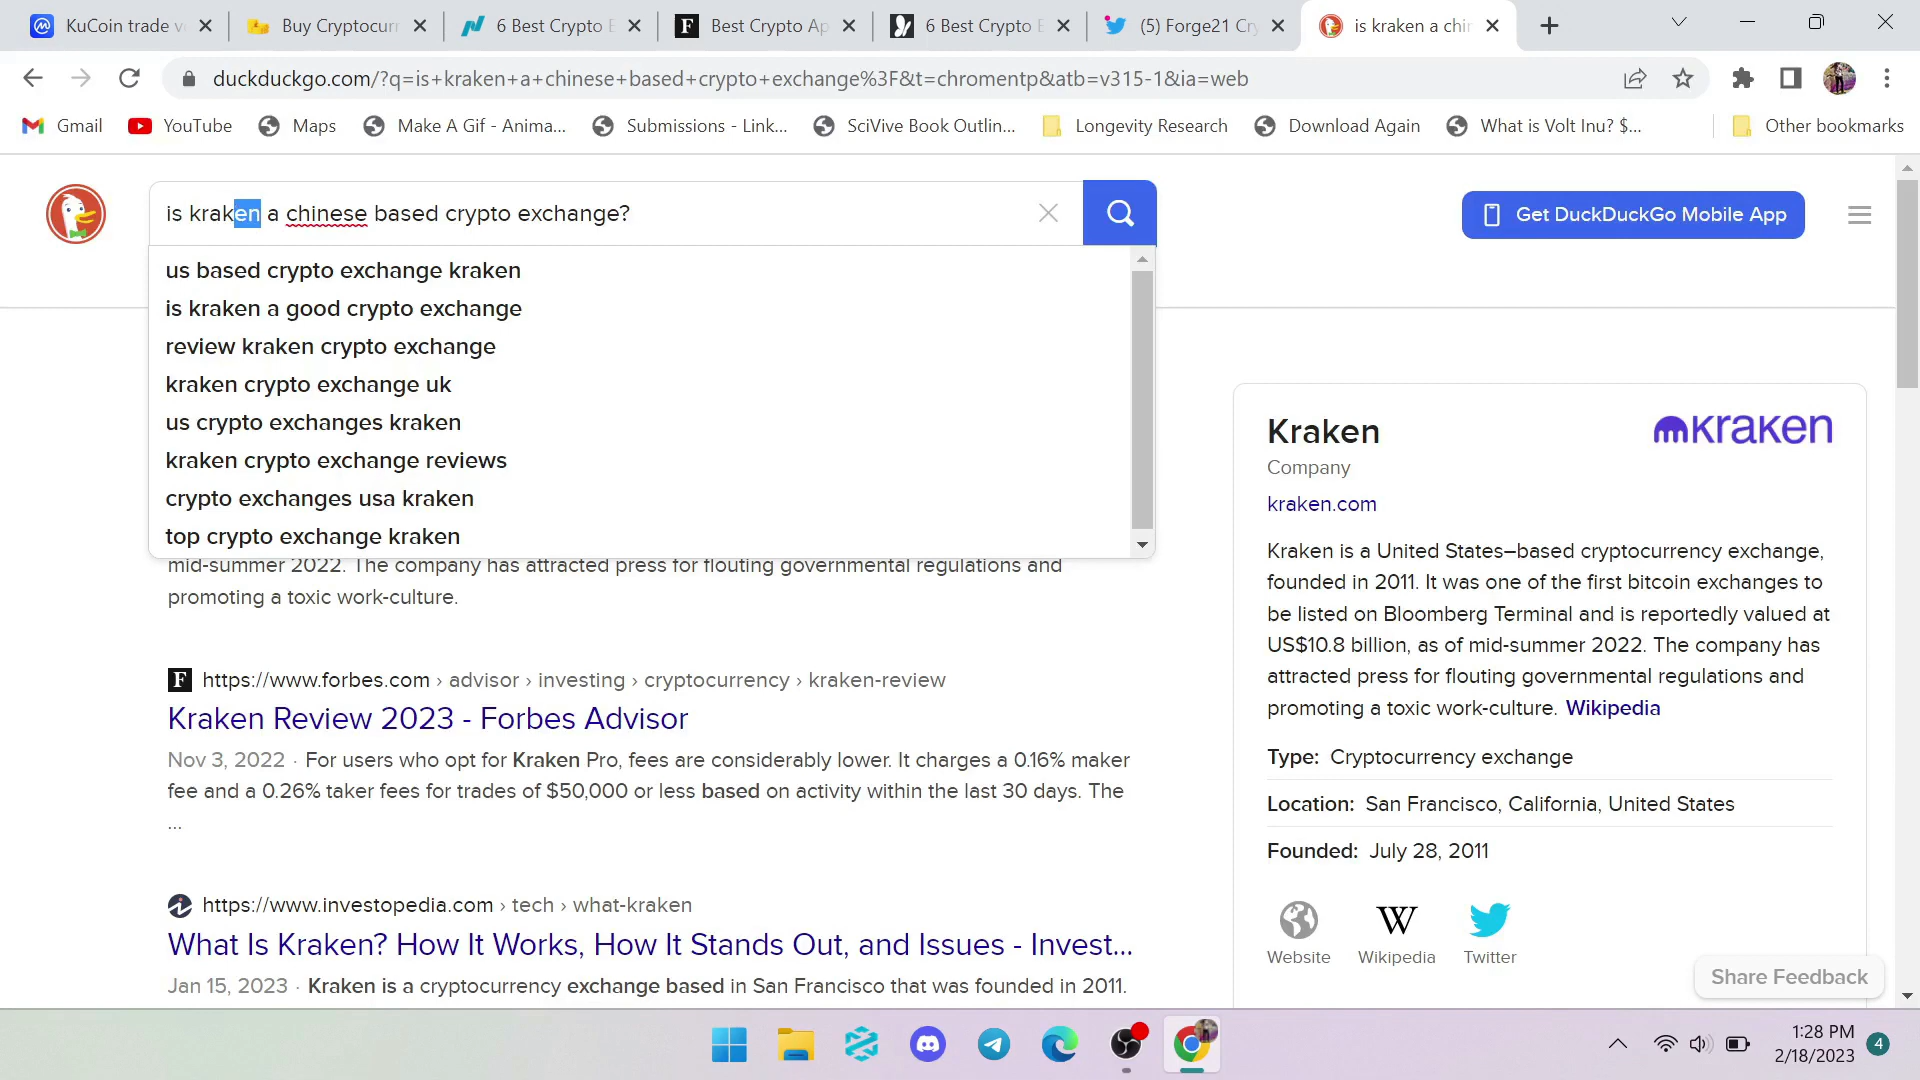 KuCoin trade v
Buy Cryptocurr
6 Best Crypto E
Best Crypto Ap
6 Best Crypto E
(5) Forge21 Cry
is kraken a chin
duckduckgo.com/?q=is+kraken+a+chinese+based+crypto+exchange%3F&t=chromentp&atb=v315-1&ia=web
Gmail
YouTube
Maps
Make A Gif - Anima...
Submissions - Link...
SciVive Book Outlin...
Longevity Research
Download Again
What is Volt Inu? $...
Other bookmarks
is kraken a chinese based crypto exchange?
Get DuckDuckGo Mobile App
us based crypto exchange kraken
is kraken a good crypto exchange
review kraken crypto exchange
kraken crypto exchange uk
us crypto exchanges kraken
kraken crypto exchange reviews
crypto exchanges usa kraken
top crypto exchange kraken
mid-summer 2022. The company has attracted press for flouting governmental regulations and
promoting a toxic work-culture.
F https://www.forbes.com › advisor › investing › cryptocurrency › kraken-review
Kraken Review 2023 - Forbes Advisor
Nov 3, 2022 · For users who opt for Kraken Pro, fees are considerably lower. It charges a 0.16% maker
fee and a 0.26% taker fees for trades of $50,000 or less based on activity within the last 30 days. The
...
https://www.investopedia.com › tech › what-kraken
What Is Kraken? How It Works, How It Stands Out, and Issues - Invest...
Jan 15, 2023 · Kraken is a cryptocurrency exchange based in San Francisco that was founded in 2011.
Kraken
kraken
Company
kraken.com
Kraken is a United States–based cryptocurrency exchange,
founded in 2011. It was one of the first bitcoin exchanges to
be listed on Bloomberg Terminal and is reportedly valued at
US$10.8 billion, as of mid-summer 2022. The company has
attracted press for flouting governmental regulations and
promoting a toxic work-culture. Wikipedia
Type: Cryptocurrency exchange
Location: San Francisco, California, United States
Founded: July 28, 2011
W
Website
Wikipedia
Twitter
Share Feedback
1:28 PM
2/18/2023
4